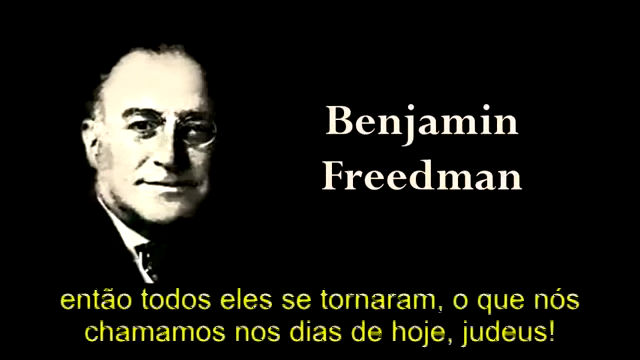 Benjamin
Freedman
então todos eles se tornaram, o que nós
chamamos nos dias de hoje, judeus!